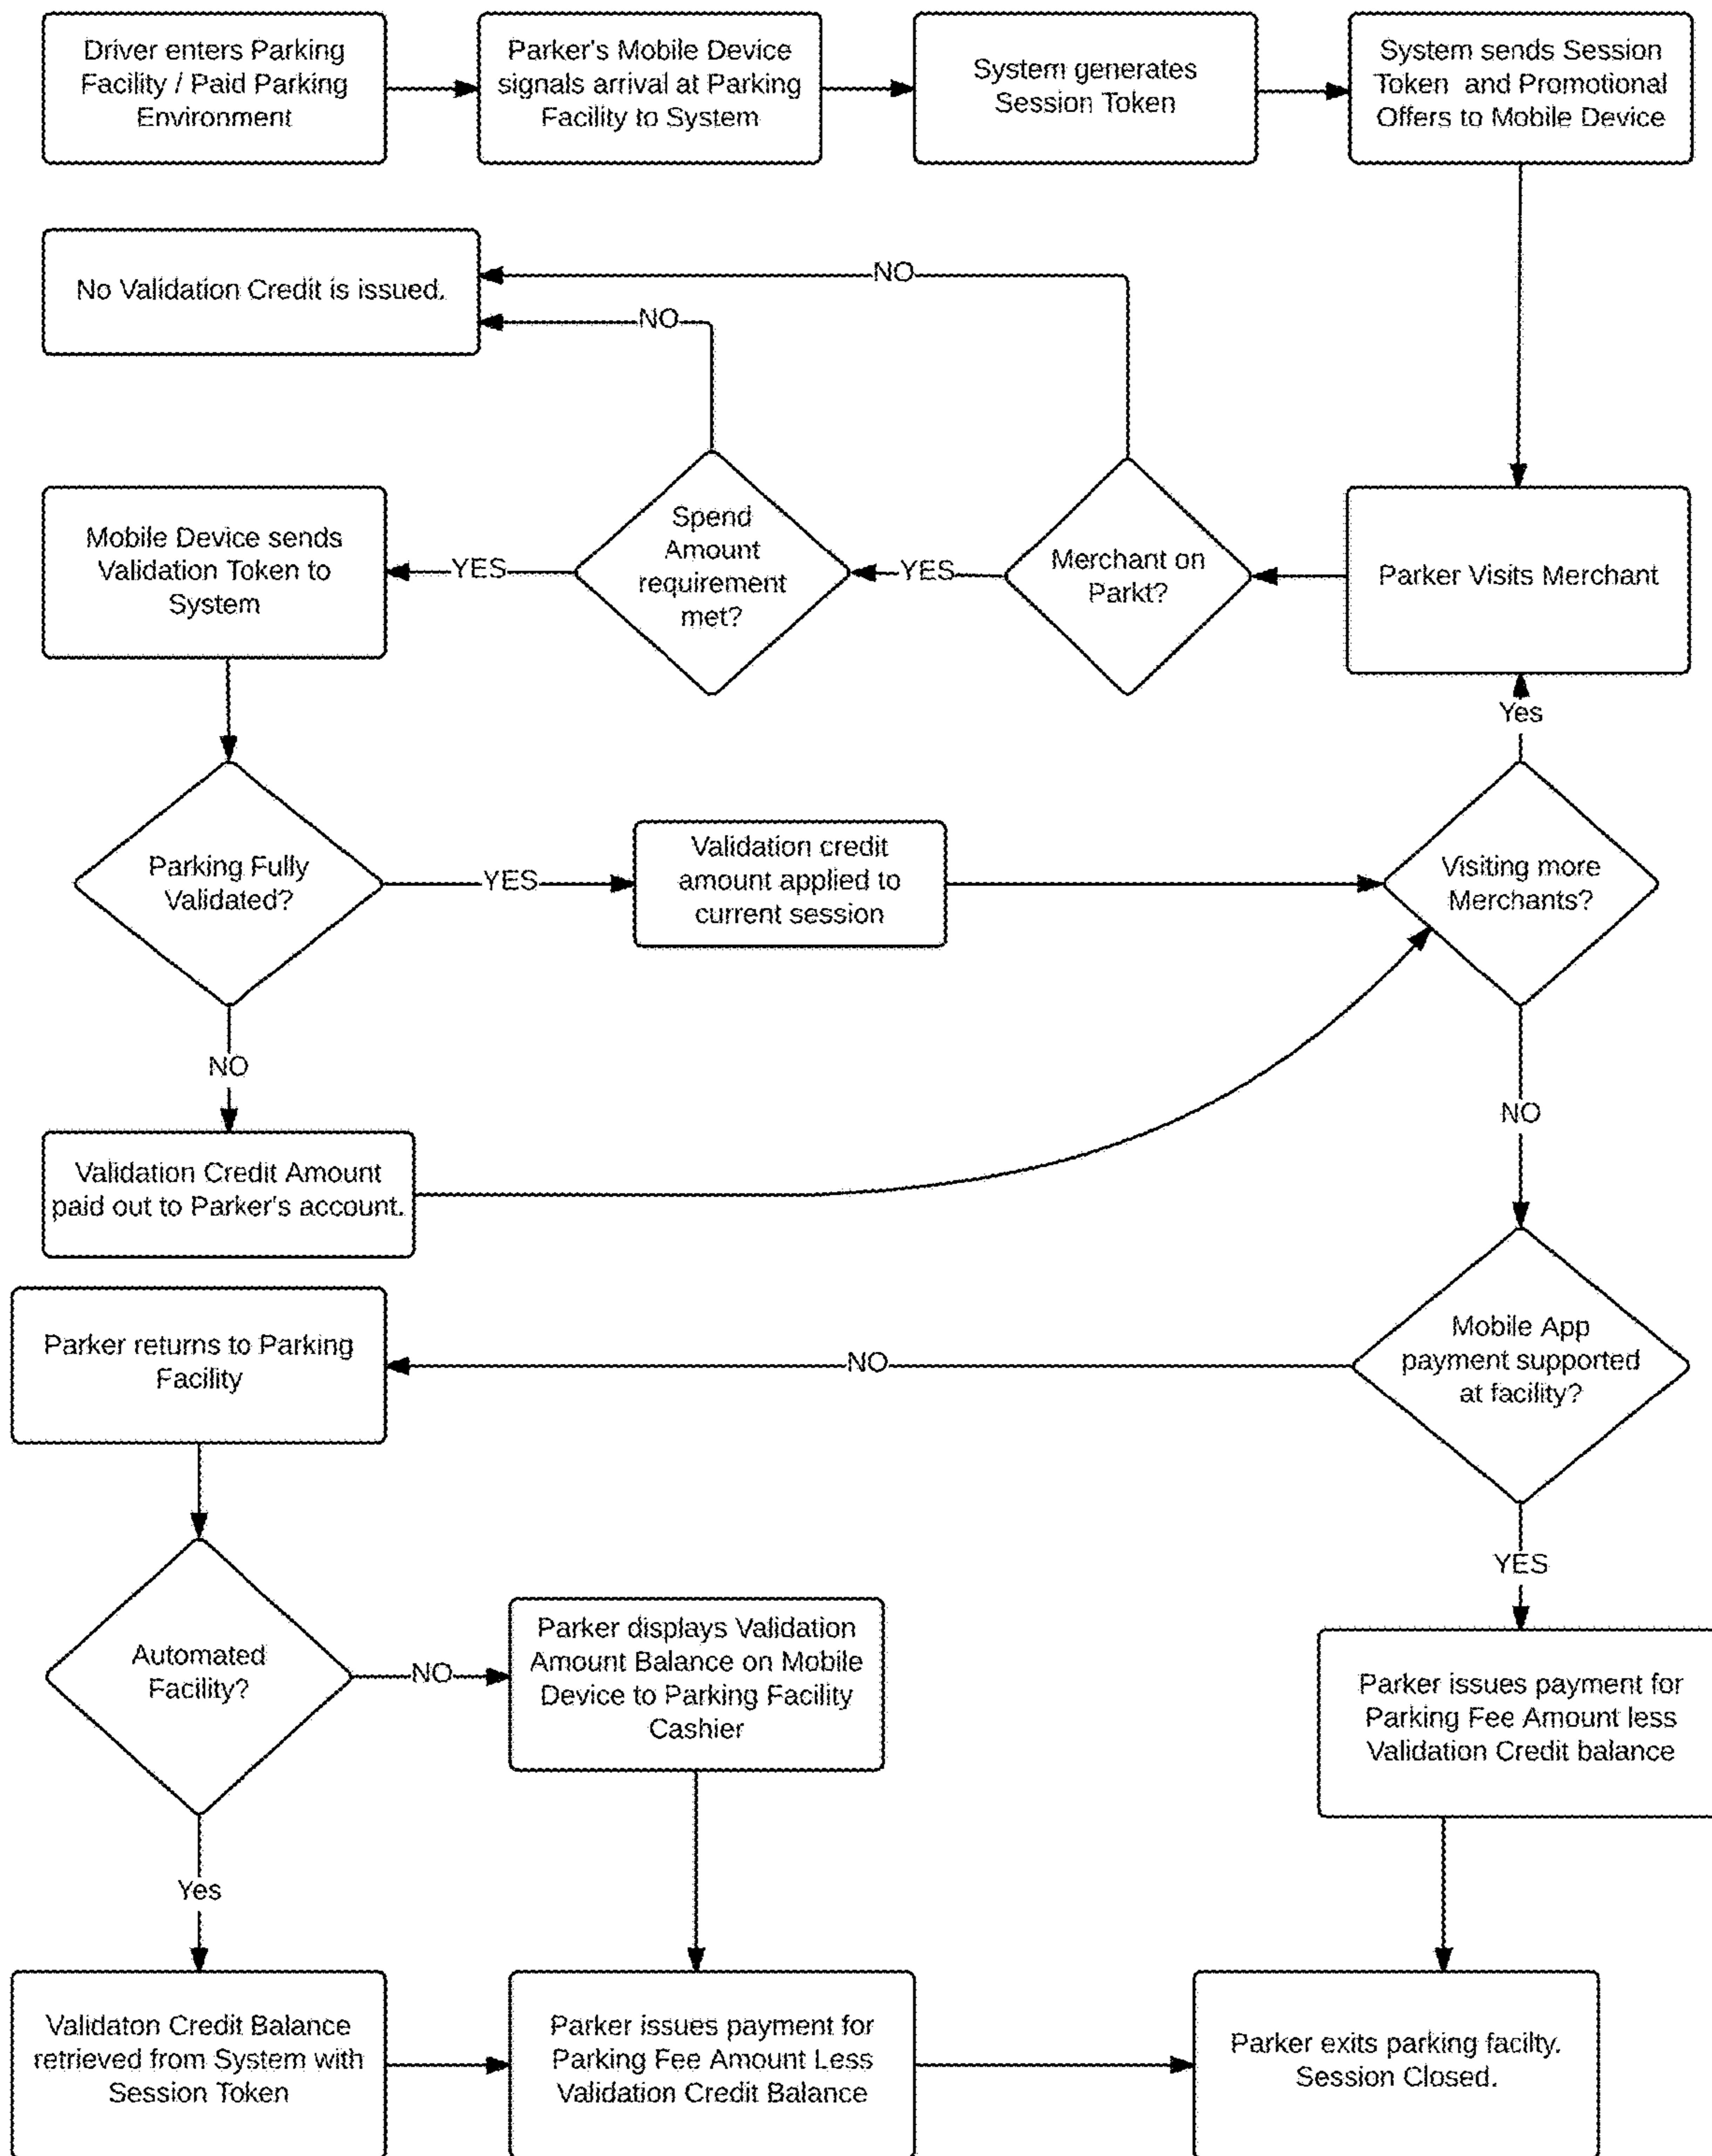 Driver enters Parking
Facility / Paid Parking
Environment
Parker's Mobile Device
signals arrival at Parking
Facility to System
System generates
Session Token
System sends Session
Token and Promotional
Offers to Mobile Device
No Validation Credit is issued.
NO
NO
Mobile Device sends
Validation Token to
System
YES
Spend
Amount
requirement
met?
YES
Merchant on
Parkt?
Parker Visits Merchant
Yes
Parking Fully
Validated?
YES
Validation credit
amount applied to
current session
Visiting more
Merchants?
NO
NO
Validation Credit Amount
paid out to Parker's account.
Parker returns to Parking
Facility
NO
Mobile App
payment supported
at facility?
YES
Automated
Facility?
NO
Parker displays Validation
Amount Balance on Mobile
Device to Parking Facility
Cashier
Parker issues payment for
Parking Fee Amount less
Validation Credit balance
Yes
Validaton Credit Balance
retrieved from System with
Session Token
Parker issues payment for
Parking Fee Amount Less
Validation Credit Balance
Parker exits parking facilty.
Session Closed.